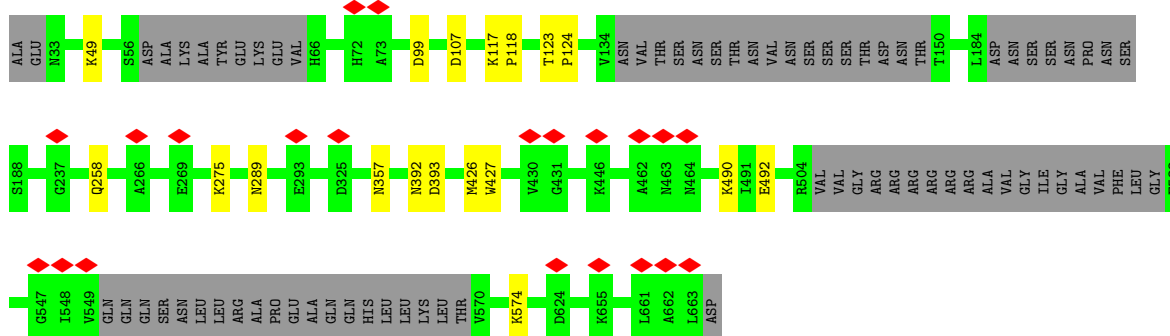 ALA GLU N33 K49 S56 ASP ALA LYS ALA TYR GLU LYS GLU VAL H66 H72 A73 D99 D107 K117 P118 T123 P124 V134 ASN VAL THR SER ASN SER THR ASN VAL ASN SER SER SER THR ASP ASN THR T150 L184 ASP ASN SER SER ASN PRO ASN SER
S188 G237 Q258 A266 E269 K275 N289 E293 D325 N357 N392 D393 M426 W427 V430 G431 K446 A462 N463 N464 K490 I491 E492 R504 VAL VAL GLY ARG ARG ARG ARG ARG ALA VAL GLY ILE GLY ALA VAL PHE LEU GLY
G547 I548 V549 GLN GLN GLN SER ASN LEU LEU ARG ALA PRO GLU ALA GLN GLN HIS LEU LEU LYS LEU THR V570 K574 D624 K655 L661 A662 L663 ASP